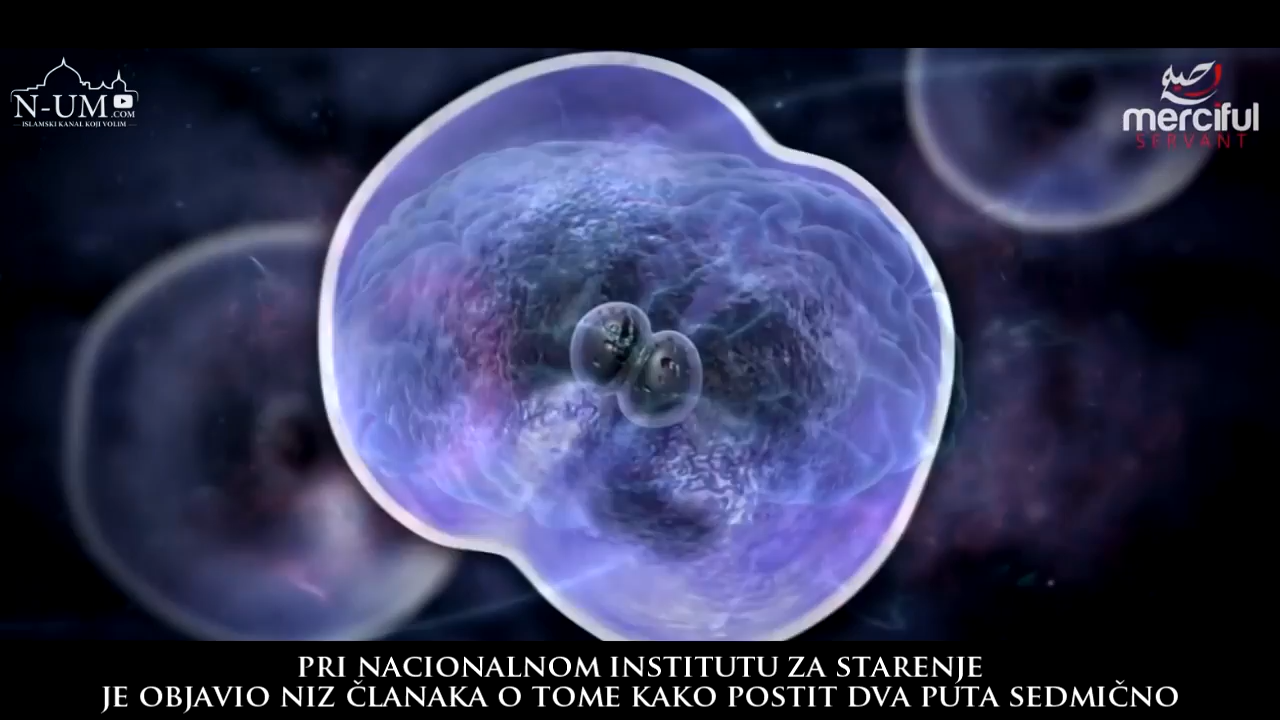 N-UM
.COM
ISLAMSKI KANAL KOJI VOLIM
merciful
SERVANT
PRI NACIONALNOM INSTITUTU ZA STARENJE
JE OBJAVIO NIZ ČLANAKA O TOME KAKO POSTIT DVA PUTA SEDMIČNO